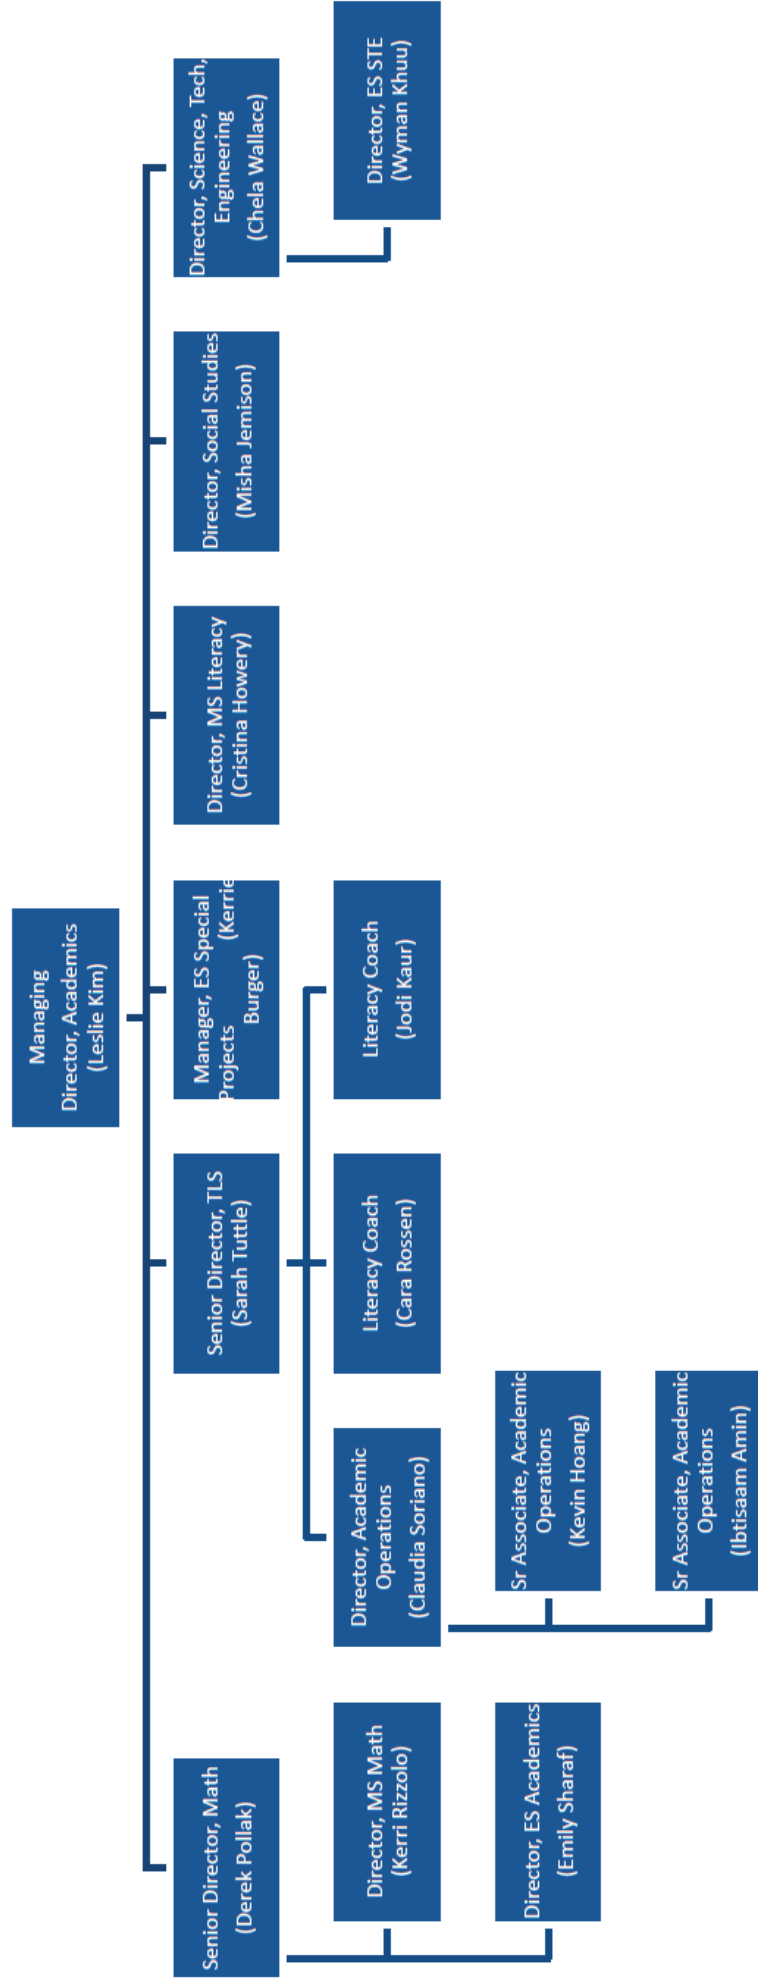 Managing
Director, Academics
(Leslie Kim)
Senior Director, Math
(Derek Pollak)
Senior Director, TLS
(Sarah Tuttle)
Manager, ES Special
Projects (Kerrie
Burger)
Director, MS Literacy
(Cristina Howery)
Director, Social Studies
(Misha Jemison)
Director, Science, Tech,
Engineering
(Chela Wallace)
Director, MS Math
(Kerri Rizzolo)
Director, Academic
Operations
(Claudia Soriano)
Literacy Coach
(Cara Rossen)
Literacy Coach
(Jodi Kaur)
Director, ES STE
(Wyman Khuu)
Director, ES Academics
(Emily Sharaf)
Sr Associate, Academic
Operations
(Kevin Hoang)
Sr Associate, Academic
Operations
(Ibtisaam Amin)